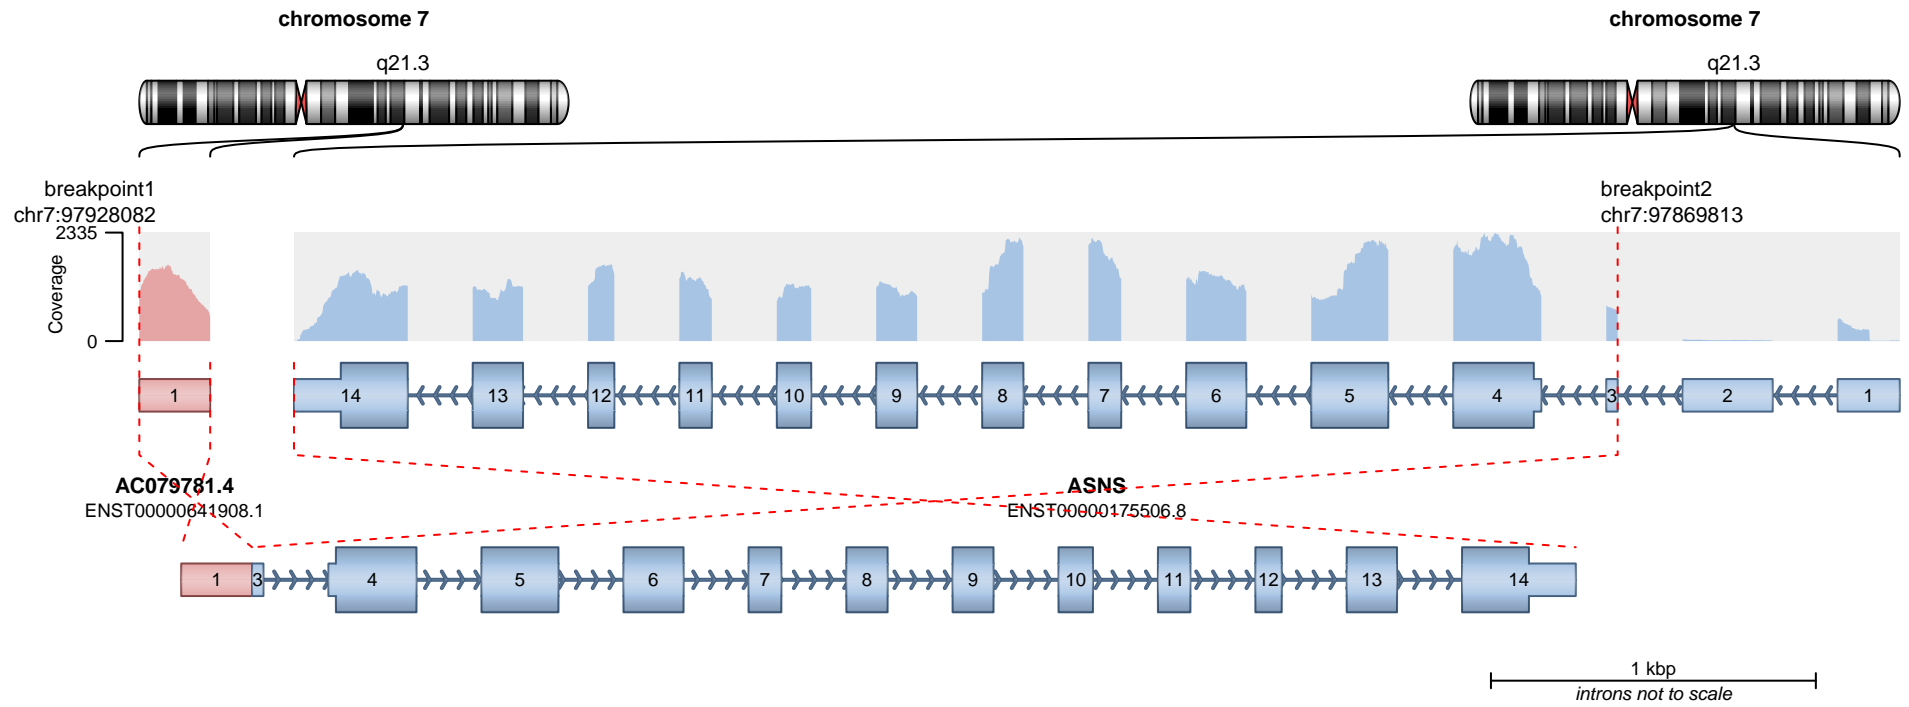 chromosome 7
chromosome 7
q21.3
q21.3
breakpoint1
chr7:97928082
breakpoint2
chr7:97869813
2335
Coverage
0
1
14
13
12
11
10
9
8
7
6
5
4
3
2
1
AC079781.4
ENST00000641908.1
ASNS
ENST00000175506.8
1
3
4
5
6
7
8
9
10
11
12
13
14
1 kbp
introns not to scale